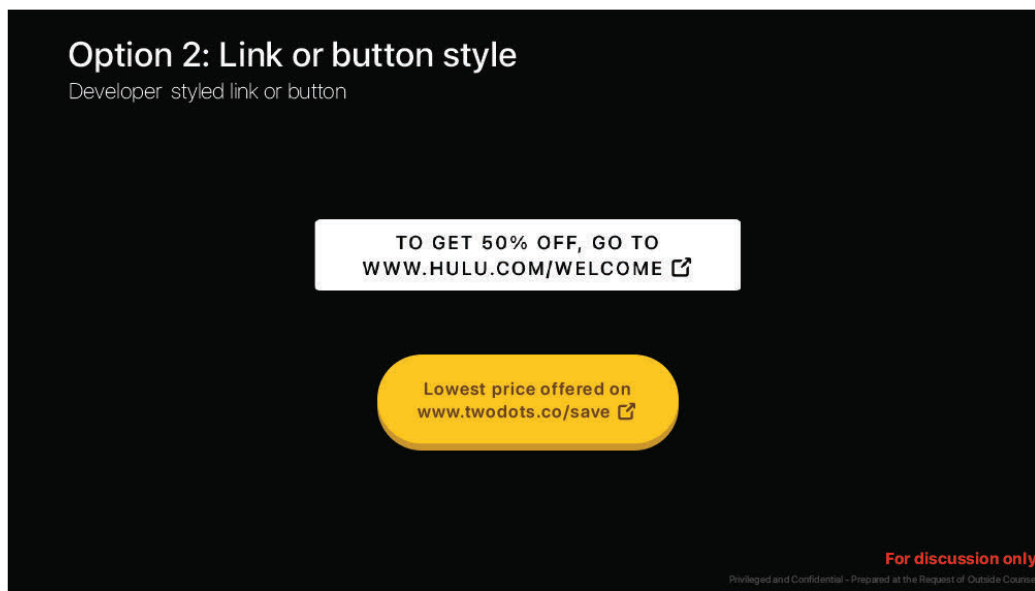 Option 2: Link or button style
Developer styled link or button
TO GET 50% OFF, GO TO
WWW.HULU.COM/WELCOME
Lowest price offered on
www.twodots.co/save
For discussion only
Privileged and Confidential - Prepared at the Request of Outside Counse